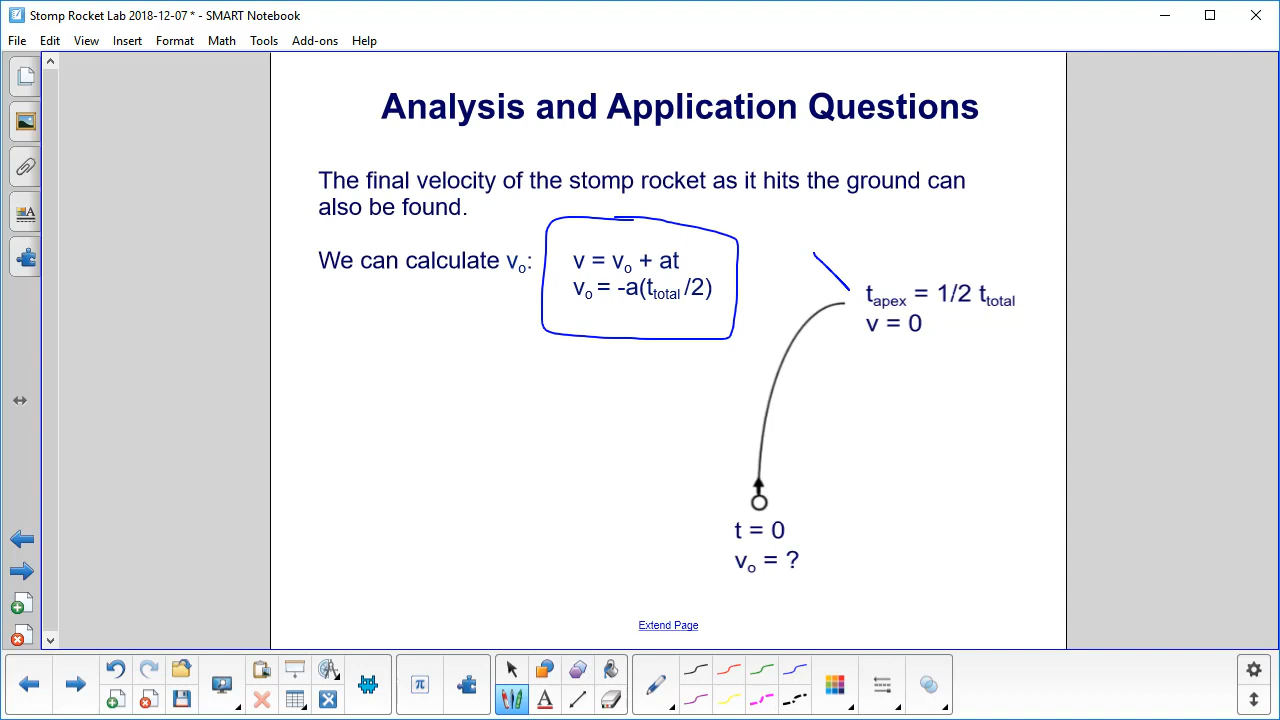 Stomp Rocket Lab 2018-12-07 * - SMART Notebook
File Edit View Insert Format Math Tools Add-ons Help
Analysis and Application Questions
The final velocity of the stomp rocket as it hits the ground can
also be found.
We can calculate vo:
v = vo + at
vo = -a(ttotal /2)
tapex = 1/2 ttotal
v = 0
t = 0
vo = ?
Extend Page